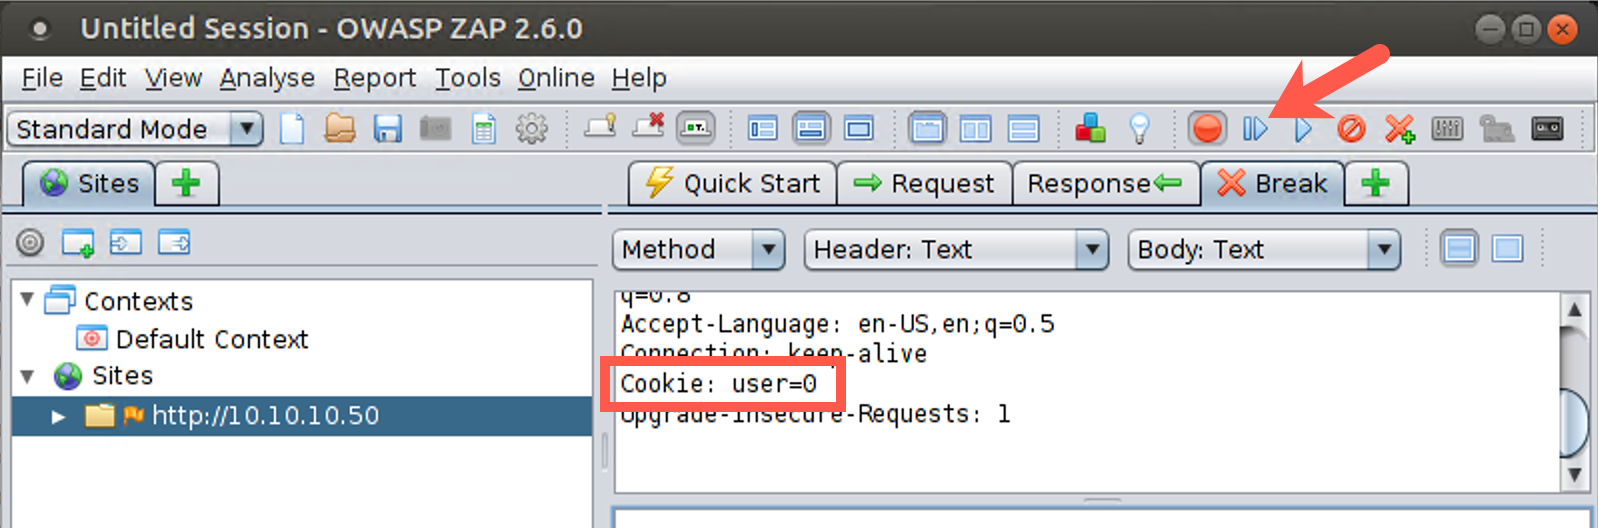 Untitled Session - OWASP ZAP 2.6.0
File Edit View Analyse Report Tools Online Help
Standard Mode
Sites
Quick Start Request Response Break
Method Header: Text Body: Text
Contexts
Default Context
Sites
http://10.10.10.50
q=0.8
Accept-Language: en-US,en;q=0.5
Connection: keep-alive
Cookie: user=0
Upgrade-Insecure-Requests: 1